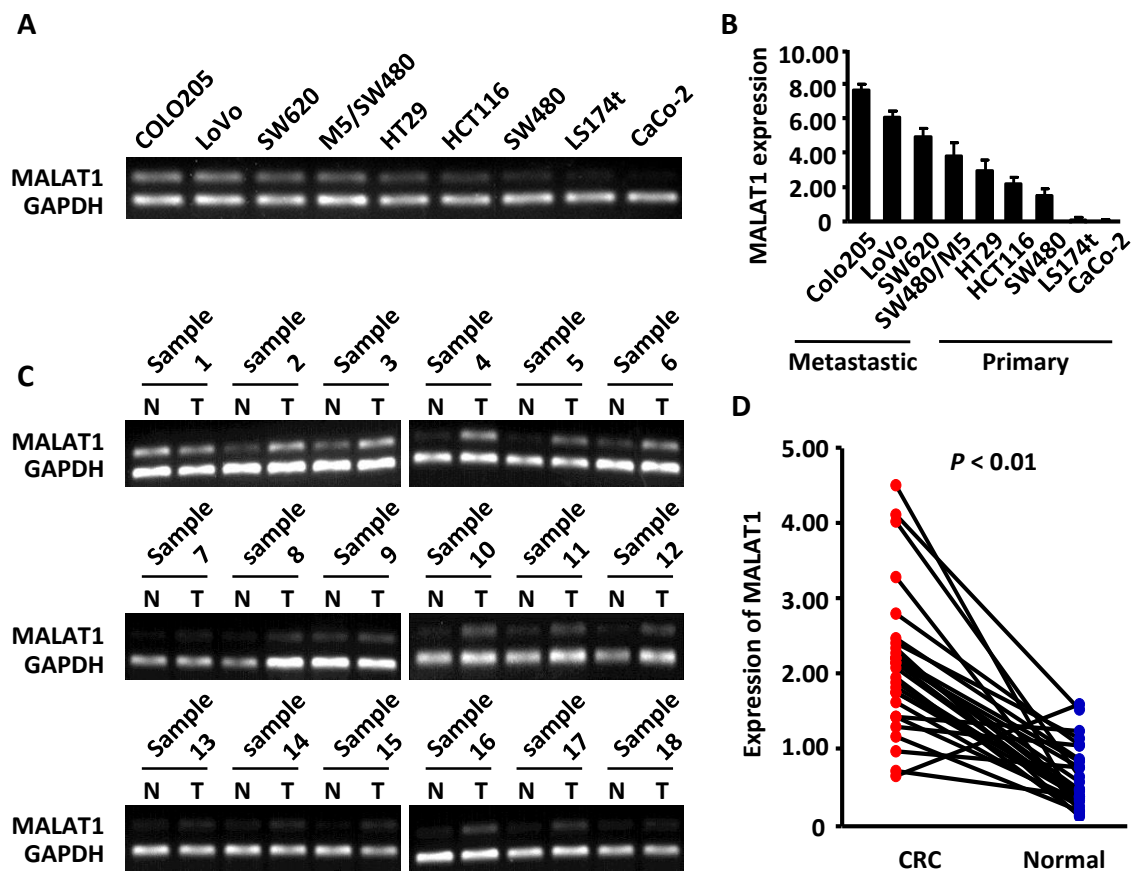 A
COLO205 LoVo SW620 M5/SW480 HT29 HCT116 SW480 LS174t CaCo-2
MALAT1
GAPDH
B
MALAT1 expression
10.00
8.00
6.00
4.00
2.00
0
Colo205 LoVo SW620 SW480/M5 HT29 HCT116 SW480 LS174t CaCo-2
Metastastic Primary
C
Sample 1 sample 2 Sample 3 Sample 4 sample 5 Sample 6
N T N T N T N T N T N T
MALAT1
GAPDH
Sample 7 sample 8 Sample 9 Sample 10 sample 11 Sample 12
N T N T N T N T N T N T
MALAT1
GAPDH
Sample 13 sample 14 Sample 15 Sample 16 sample 17 Sample 18
N T N T N T N T N T N T
MALAT1
GAPDH
D
Expression of MALAT1
5.00
4.00
3.00
2.00
1.00
0
P < 0.01
CRC Normal